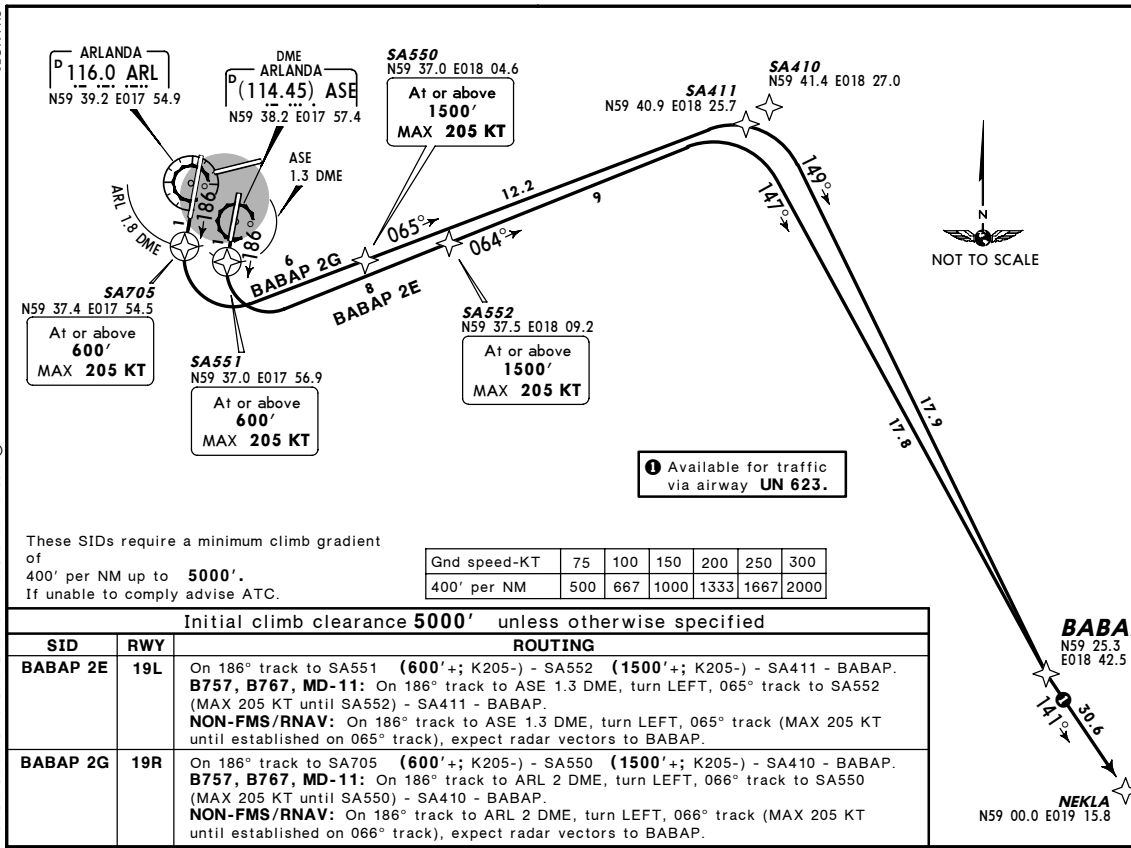 ARLANDA
D 116.0 ARL
N59 39.2 E017 54.9
DME
ARLANDA
D (114.45) ASE
N59 38.2 E017 57.4
SA550
N59 37.0 E018 04.6
At or above
1500'
MAX 205 KT
SA411
N59 40.9 E018 25.7
SA410
N59 41.4 E018 27.0
ASE
1.3 DME
ARL 1.8 DME
186°
186°
1
1
065°
12.2
064°
9
147°
149°
N
NOT TO SCALE
6
BABAP 2G
8
BABAP 2E
SA705
N59 37.4 E017 54.5
At or above
600'
MAX 205 KT
SA551
N59 37.0 E017 56.9
At or above
600'
MAX 205 KT
SA552
N59 37.5 E018 09.2
At or above
1500'
MAX 205 KT
17.9
17.8
1 Available for traffic
via airway UN 623.
These SIDs require a minimum climb gradient
of
400' per NM up to 5000'.
If unable to comply advise ATC.
Gnd speed-KT 75 100 150 200 250 300
400' per NM 500 667 1000 1333 1667 2000
BABA
N59 25.3
E018 42.5
1
141°
30.6
NEKLA
N59 00.0 E019 15.8
Initial climb clearance 5000' unless otherwise specified
SID RWY ROUTING
BABAP 2E 19L On 186° track to SA551 (600'+; K205-) - SA552 (1500'+; K205-) - SA411 - BABAP.
B757, B767, MD-11: On 186° track to ASE 1.3 DME, turn LEFT, 065° track to SA552
(MAX 205 KT until SA552) - SA411 - BABAP.
NON-FMS/RNAV: On 186° track to ASE 1.3 DME, turn LEFT, 065° track (MAX 205 KT
until established on 065° track), expect radar vectors to BABAP.
BABAP 2G 19R On 186° track to SA705 (600'+; K205-) - SA550 (1500'+; K205-) - SA410 - BABAP.
B757, B767, MD-11: On 186° track to ARL 2 DME, turn LEFT, 066° track to SA550
(MAX 205 KT until SA550) - SA410 - BABAP.
NON-FMS/RNAV: On 186° track to ARL 2 DME, turn LEFT, 066° track (MAX 205 KT
until established on 066° track), expect radar vectors to BABAP.